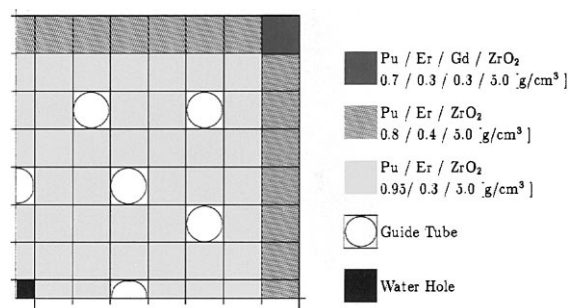 Pu / Er / Gd / ZrO₂
0.7 / 0.3 / 0.3 / 5.0 [g/cm³]
Pu / Er / ZrO₂
0.8 / 0.4 / 5.0 [g/cm³]
Pu / Er / ZrO₂
0.95/ 0.3 / 5.0 [g/cm³]
Guide Tube
Water Hole